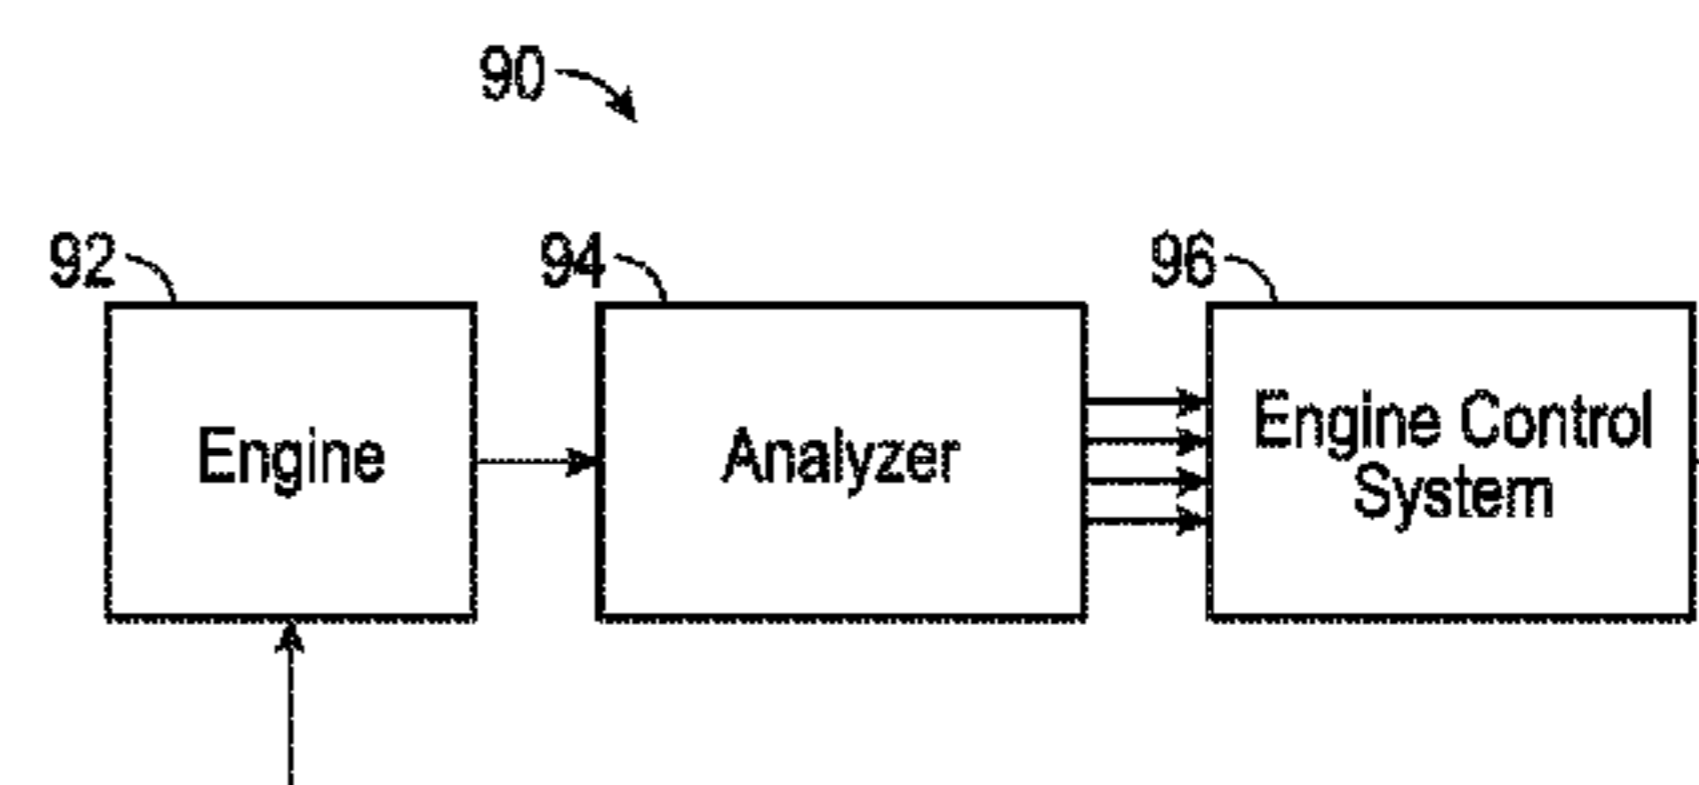 90
92
94
96
Engine
Analyzer
Engine Control
System